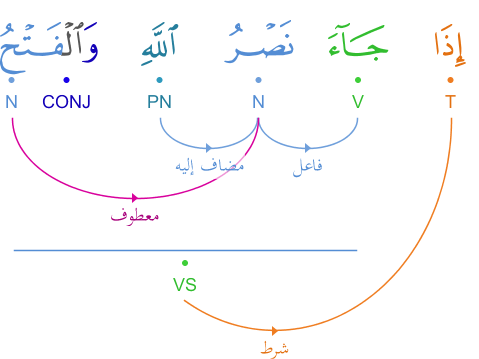 إِذَا جَآءَ نَصْرُ ٱللَّهِ وَٱلْفَتْحُ
T V N PN CONJ N
فاعل مضاف إليه
معطوف
VS
شرط